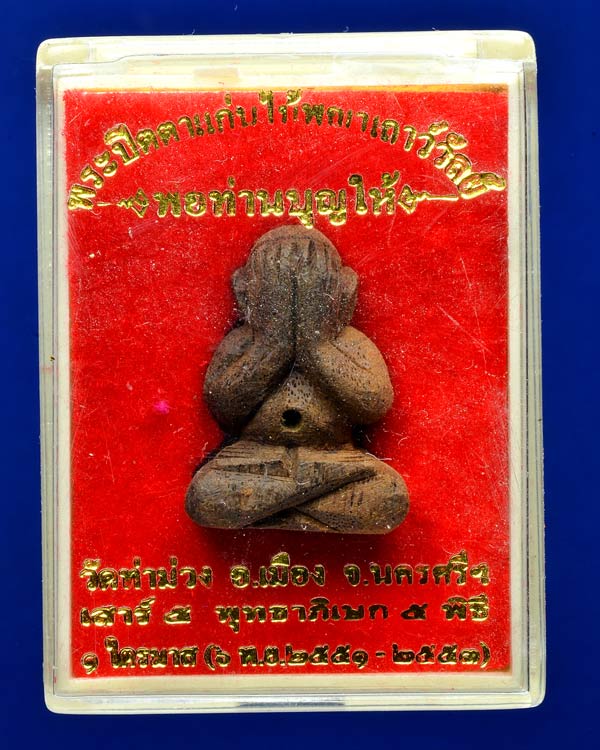 พระปิดตาแก่นไม้พญาเถาว์วัลย์
พ่อท่านบุญให้
วัดท่าม่วง อ.เมือง จ.นครศรีฯ
เสาร์ ๕ พุทธาภิเษก ๕ พิธี
๑ ไตรมาส (๖ พ.ย.๒๕๕๑ - ๒๕๕๓)